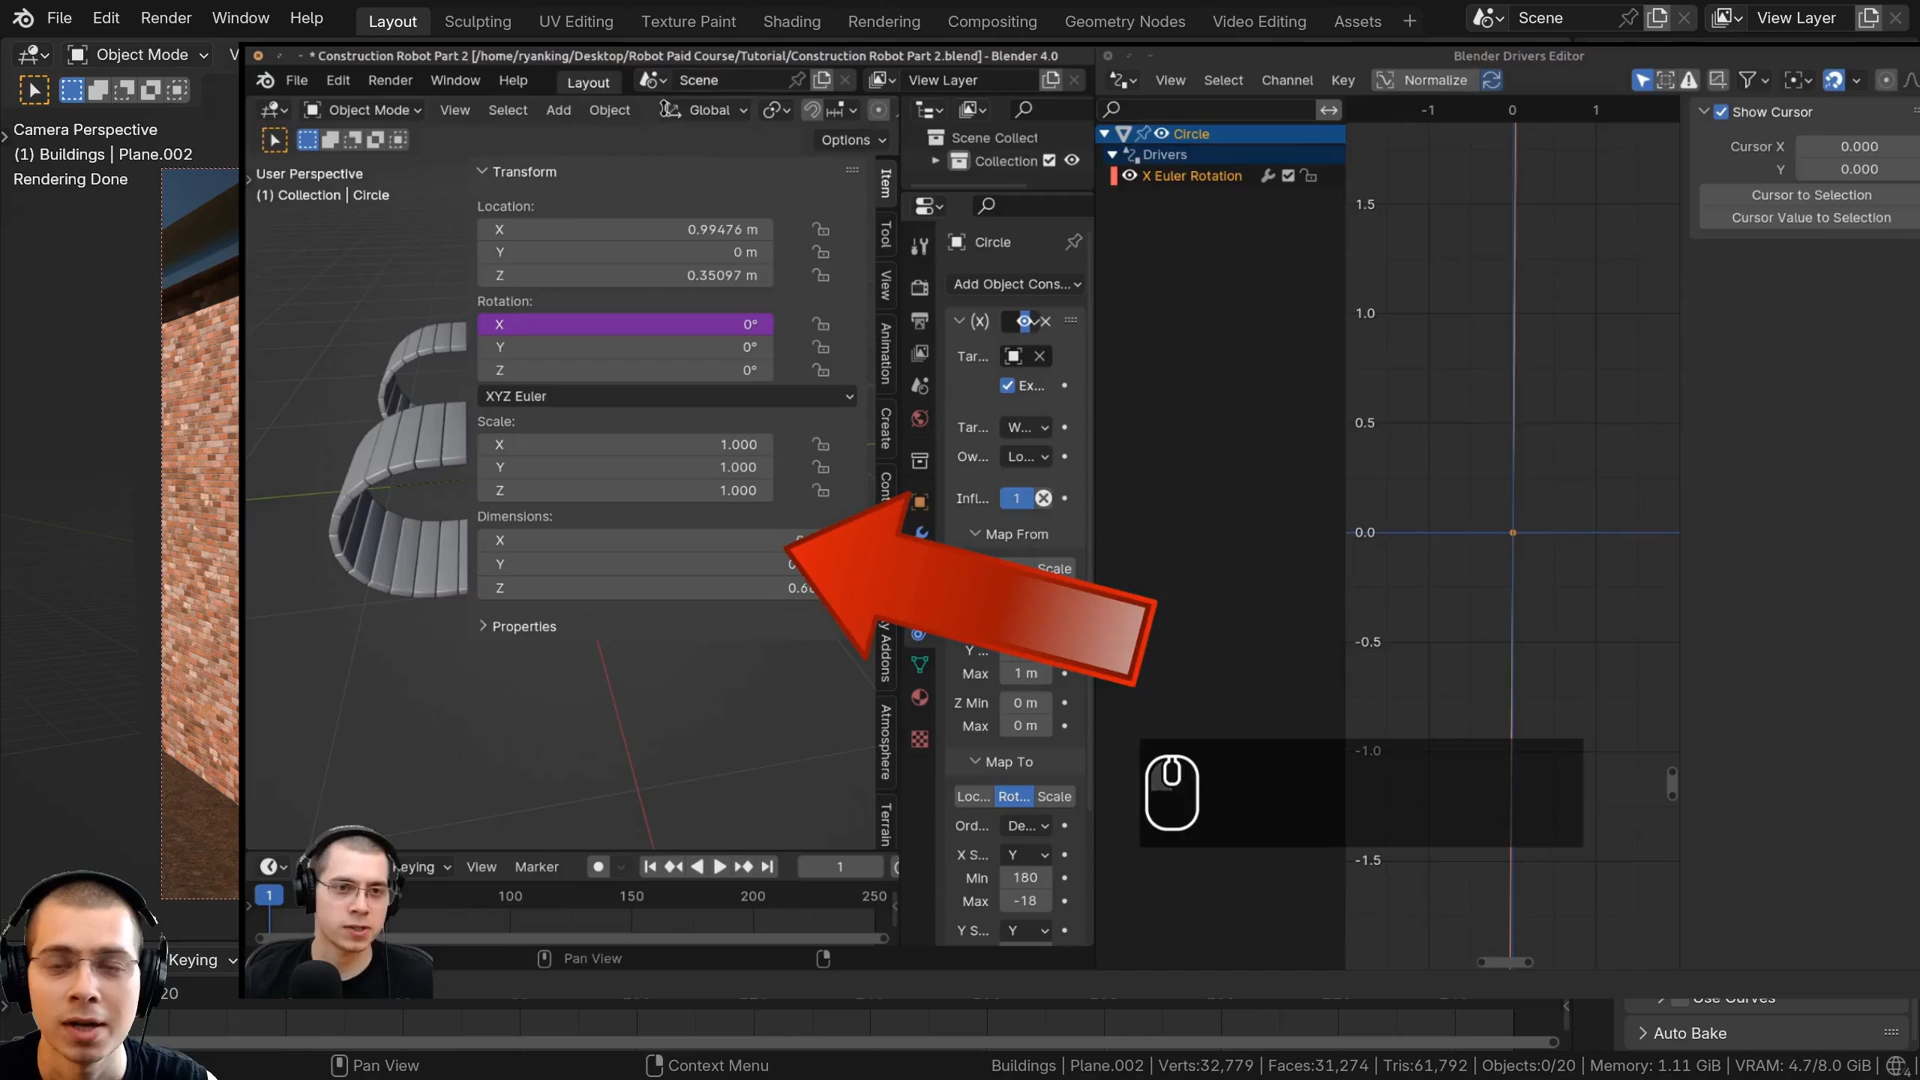 File Edit Render Window Help Layout Sculpting UV Editing Texture Paint Shading Rendering Compositing Geometry Nodes Video Editing Assets + Scene View Layer
Object Mode V
Camera Perspective
(1) Buildings | Plane.002
Rendering Done
* Construction Robot Part 2 [/home/ryanking/Desktop/Robot Paid Course/Tutorial/Construction Robot Part 2.blend] - Blender 4.0
File Edit Render Window Help Layout Scene View Layer
Object Mode View Select Add Object Global
Options
User Perspective
(1) Collection | Circle
Transform
Location:
X 0.99476 m
Y 0 m
Z 0.35097 m
Rotation:
X 0°
Y 0°
Z 0°
XYZ Euler
Scale:
X 1.000
Y 1.000
Z 1.000
Dimensions:
X
Y
Z
Properties
Item
Tool
View
Animation
Create
y Addons
Atmosphere
Terrain
Scene Collect
Collection
Circle
Add Object Cons...
(x)
Tar...
Ex...
Tar... W...
Ow... Lo...
Infl... 1
Map From
Scale
Y
Max 1 m
Z Min 0 m
Max 0 m
Map To
Loc... Rot... Scale
Ord... De...
X S... Y
Min 180
Max -18
Y S... Y
Keying View Marker 1
1 100 150 200 250
Pan View
Blender Drivers Editor
View Select Channel Key Normalize
-1 0 1
Circle
Drivers
X Euler Rotation
1.5
1.0
0.5
0.0
-0.5
-1.0
-1.5
Show Cursor
Cursor X 0.000
Y 0.000
Cursor to Selection
Cursor Value to Selection
Keying
20
Use Curves
Auto Bake
Pan View Context Menu Buildings | Plane.002 | Verts:32,779 | Faces:31,274 | Tris:61,792 | Objects:0/20 | Memory: 1.11 GiB | VRAM: 4.7/8.0 GiB